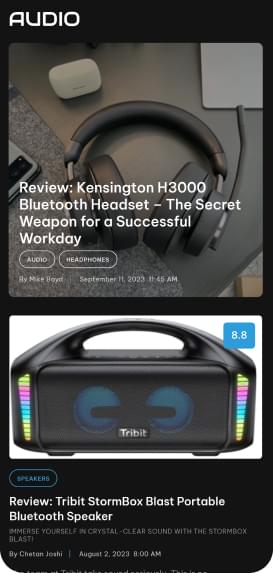 AUDIO
Review: Kensington H3000
Bluetooth Headset – The Secret
Weapon for a Successful
Workday
AUDIO HEADPHONES
By Mike Boyd September 11, 2023 11:45 AM
8.8
Tribit
SPEAKERS
Review: Tribit StormBox Blast Portable
Bluetooth Speaker
IMMERSE YOURSELF IN CRYSTAL-CLEAR SOUND WITH THE STORMBOX
BLAST!
By Chetan Joshi | August 2, 2023 8:00 AM